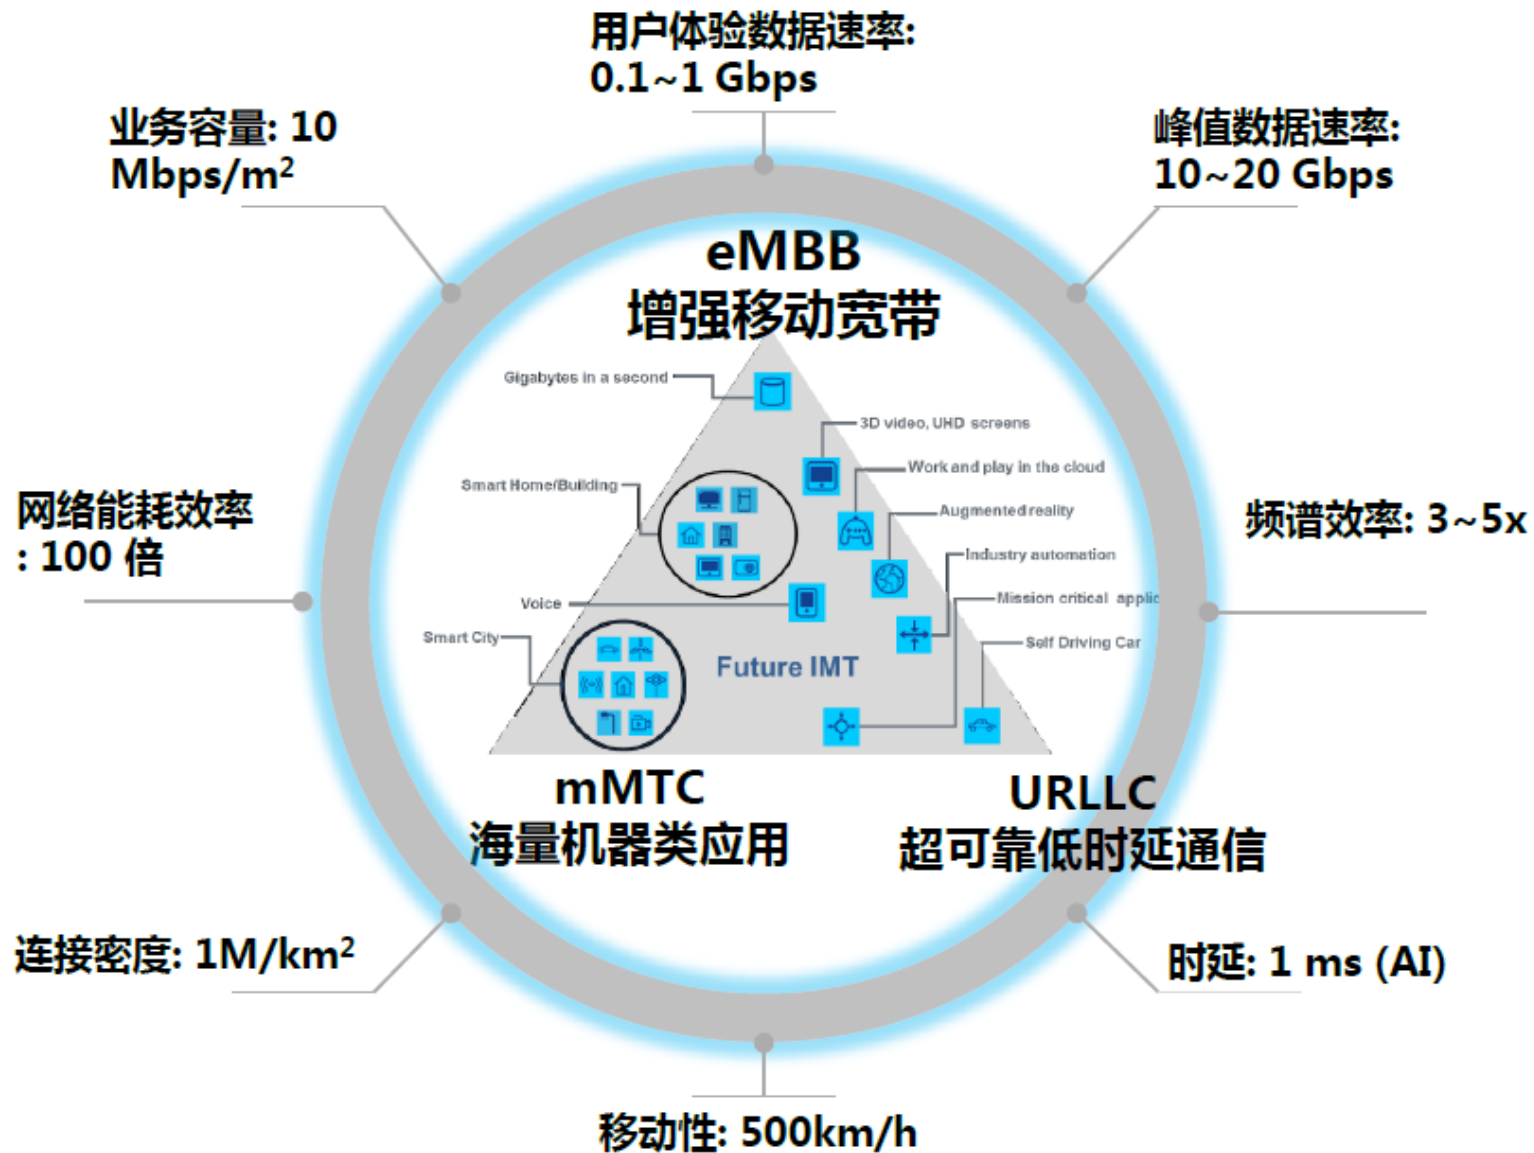 用户体验数据速率:
0.1~1 Gbps
业务容量: 10
Mbps/m²
峰值数据速率:
10~20 Gbps
eMBB
增强移动宽带
Gigabytes in a second
3D video, UHD screens
Work and play in the cloud
Smart Home/Building
Augmented reality
网络能耗效率
: 100 倍
频谱效率: 3~5x
Industry automation
Voice
Mission critical applic
Smart City
Self Driving Car
Future IMT
mMTC
海量机器类应用
URLLC
超可靠低时延通信
连接密度: 1M/km²
时延: 1 ms (AI)
移动性: 500km/h